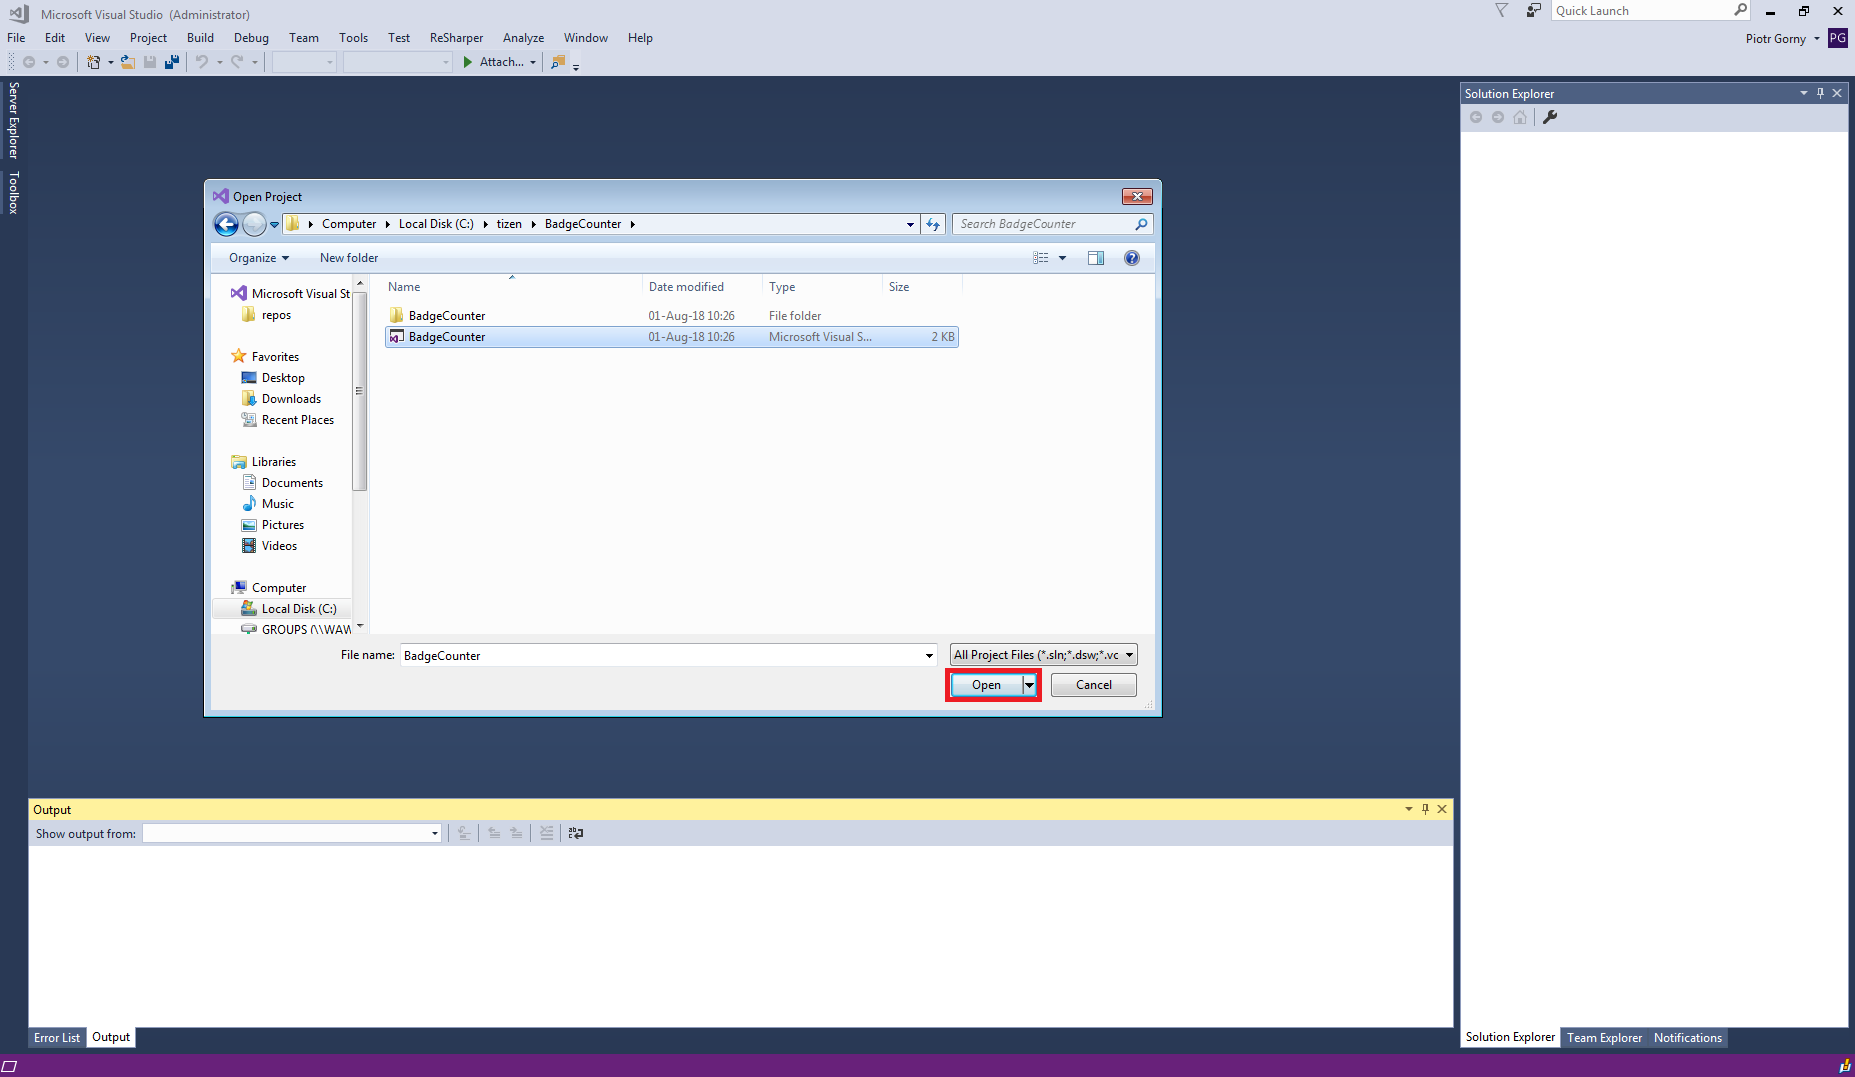 Microsoft Visual Studio (Administrator)
Quick Launch
File Edit View Project Build Debug Team Tools Test ReSharper Analyze Window Help
Piotr Gorny PG
Attach...
Server Explorer
Toolbox
Solution Explorer
Open Project
Computer Local Disk (C:) tizen BadgeCounter
Search BadgeCounter
Organize New folder
Name Date modified Type Size
Microsoft Visual St
repos
BadgeCounter 01-Aug-18 10:26 File folder
BadgeCounter 01-Aug-18 10:26 Microsoft Visual S... 2 KB
Favorites
Desktop
Downloads
Recent Places
Libraries
Documents
Music
Pictures
Videos
Computer
Local Disk (C:)
GROUPS (\\WAW
File name: BadgeCounter
All Project Files (*.sln;*.dsw;*.vc
Open Cancel
Output
Show output from:
Error List Output
Solution Explorer Team Explorer Notifications